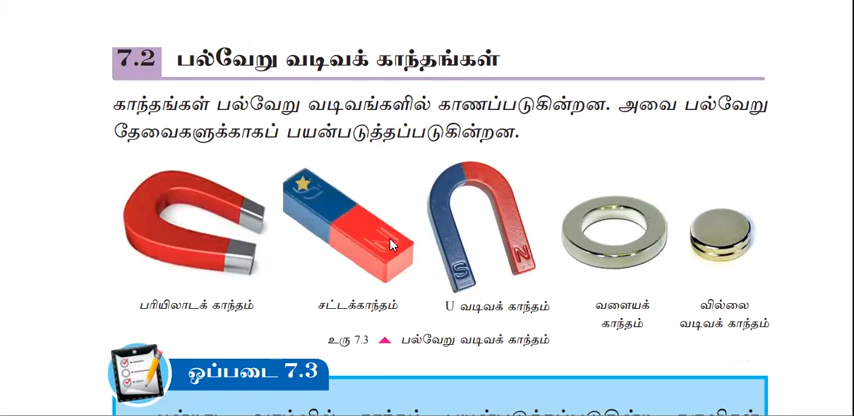 7.2 பல்வேறு வடிவக் காந்தங்கள்
காந்தங்கள் பல்வேறு வடிவங்களில் காணப்படுகின்றன. அவை பல்வேறு
தேவைகளுக்காகப் பயன்படுத்தப்படுகின்றன.
S N
பரியிலாடக் காந்தம்
சட்டக்காந்தம்
U வடிவக் காந்தம்
வளையக்
காந்தம்
வில்லை
வடிவக் காந்தம்
உரு 7.3 ▲ பல்வேறு வடிவக் காந்தங்கள்
ஒப்படை 7.3